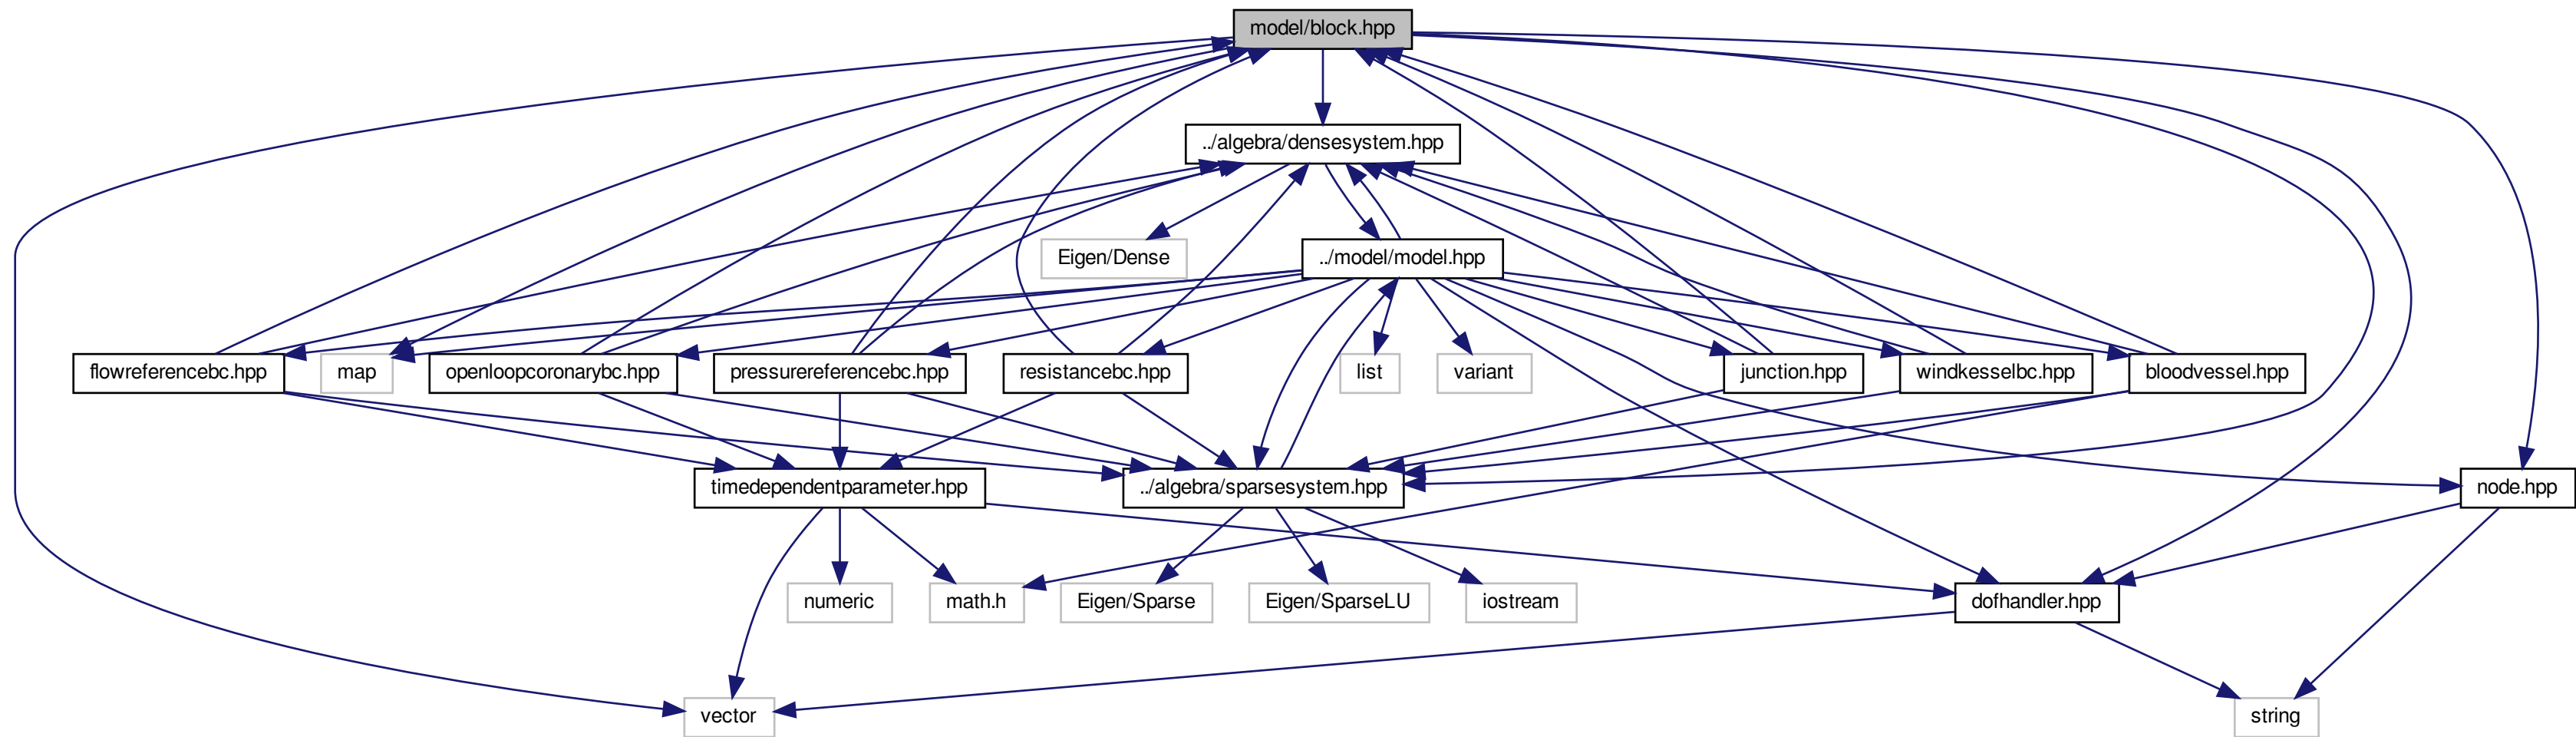 model/block.hpp
../algebra/densesystem.hpp
Eigen/Dense
../model/model.hpp
flowreferencebc.hpp
map
openloopcoronarybc.hpp
pressurereferencebc.hpp
resistancebc.hpp
list
variant
junction.hpp
windkesselbc.hpp
bloodvessel.hpp
timedependentparameter.hpp
../algebra/sparsesystem.hpp
node.hpp
numeric
math.h
Eigen/Sparse
Eigen/SparseLU
iostream
dofhandler.hpp
vector
string